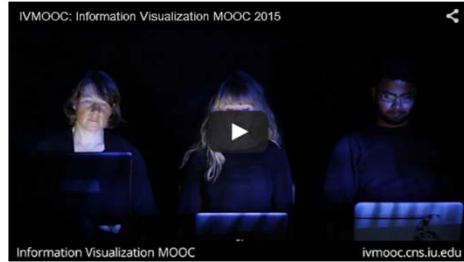 IVMOOC: Information Visualization MOOC 2015
Information Visualization MOOC
ivmooc.cns.iu.edu